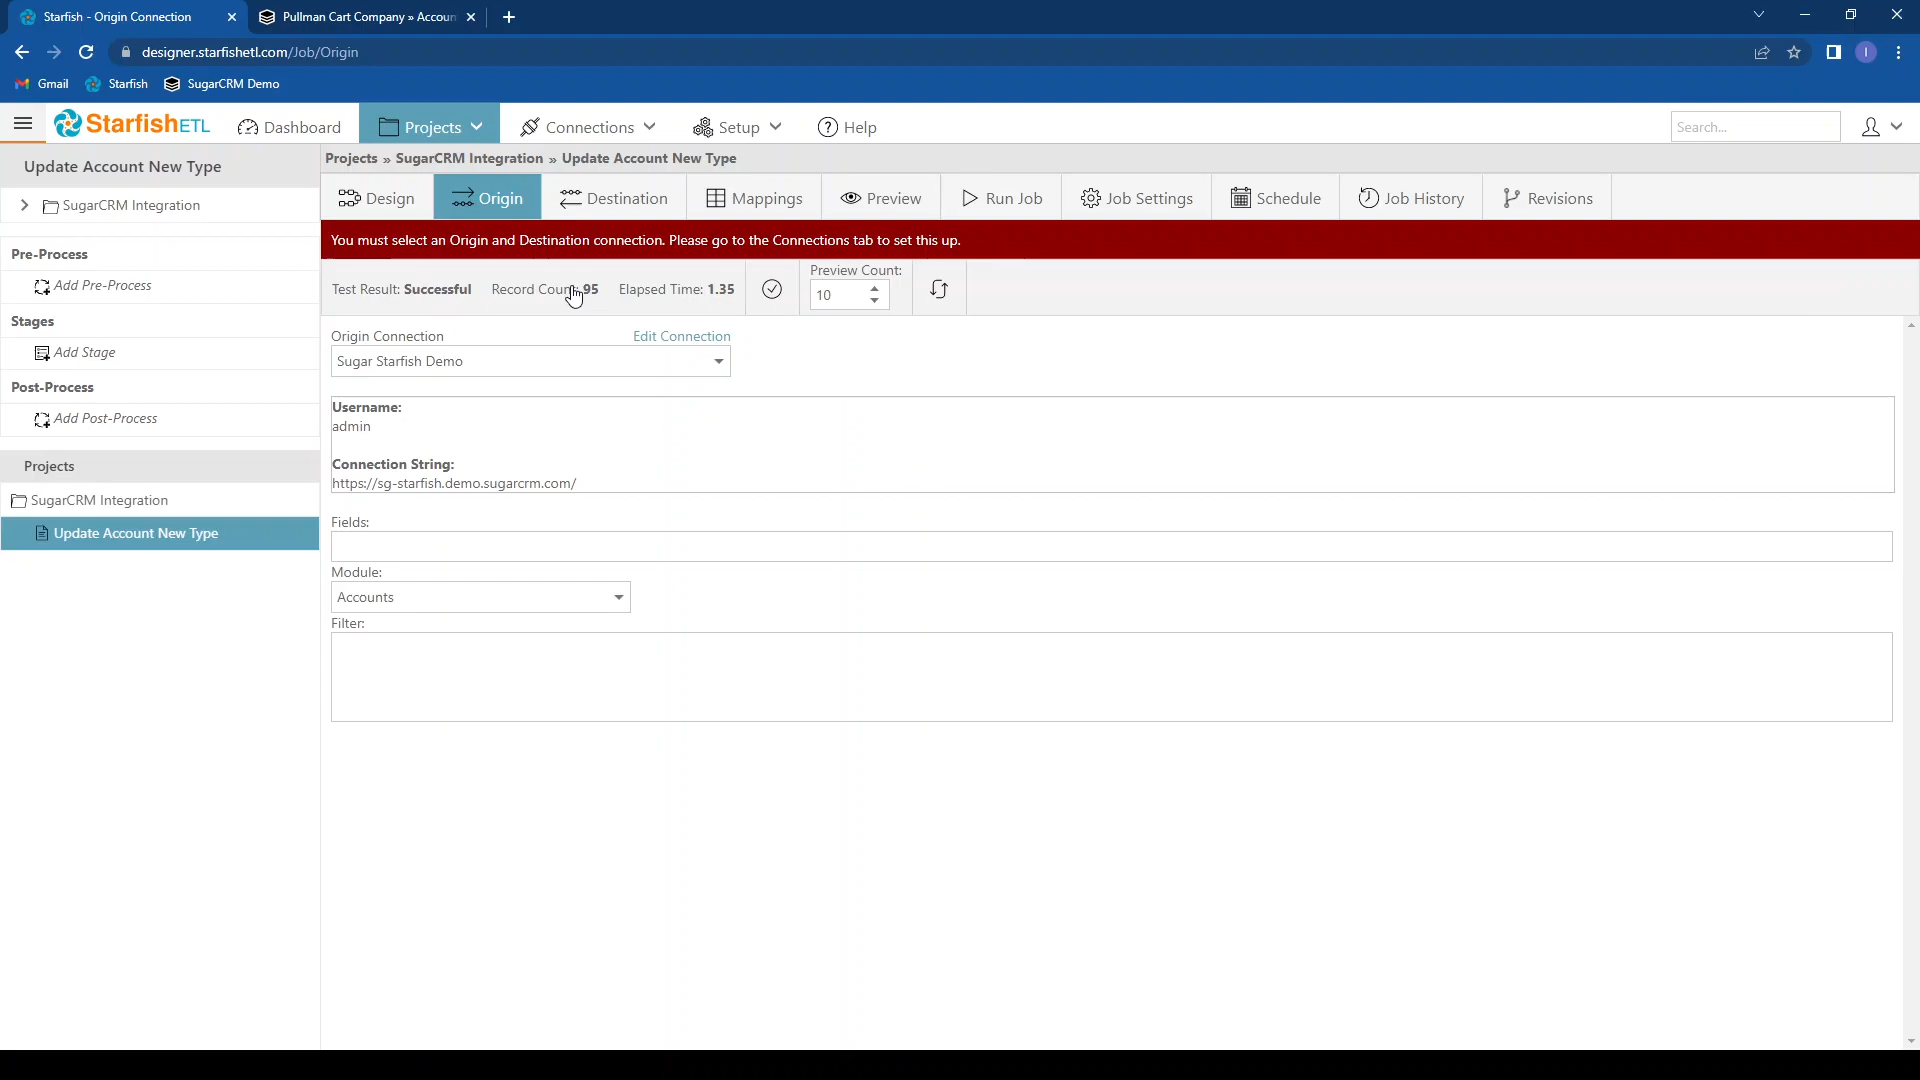 Starfish - Origin Connection
Pullman Cart Company » Accoun
designer.starfishetl.com/Job/Origin
Gmail
Starfish
SugarCRM Demo
StarfishETL
Dashboard
Projects
Connections
Setup
Help
Search...
I
Update Account New Type
SugarCRM Integration
Pre-Process
Add Pre-Process
Stages
Add Stage
Post-Process
Add Post-Process
Projects
SugarCRM Integration
Update Account New Type
Projects » SugarCRM Integration » Update Account New Type
Design
Origin
Destination
Mappings
Preview
Run Job
Job Settings
Schedule
Job History
Revisions
You must select an Origin and Destination connection. Please go to the Connections tab to set this up.
Test Result: Successful
Record Coun 95
Elapsed Time: 1.35
Preview Count:
10
Origin Connection
Edit Connection
Sugar Starfish Demo
Username:
admin
Connection String:
https://sg-starfish.demo.sugarcrm.com/
Fields:
Module:
Accounts
Filter: